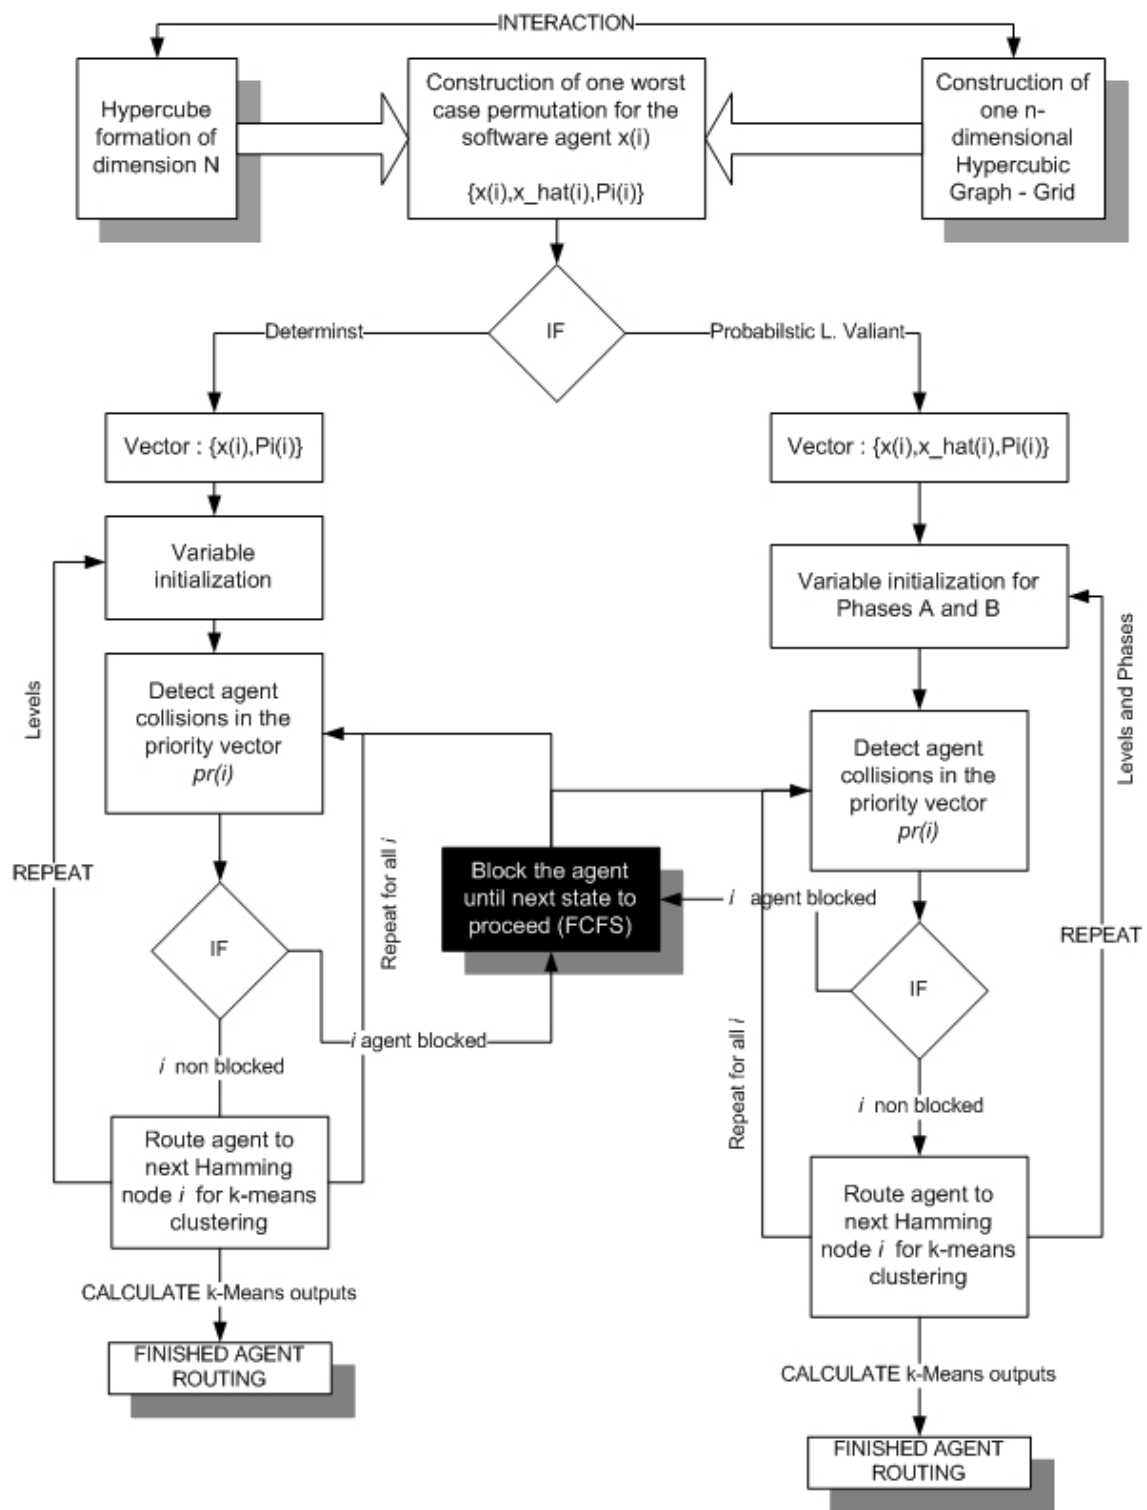 INTERACTION
Hypercube
formation of
dimension N
Construction of one worst
case permutation for the
software agent x(i)
{x(i),x_hat(i),Pi(i)}
Construction of
one n-
dimensional
Hypercubic
Graph - Grid
IF
Determinst
Probabilstic L. Valiant
Vector : {x(i),Pi(i)}
Vector : {x(i),x_hat(i),Pi(i)}
Variable
initialization
Variable initialization for
Phases A and B
Levels
REPEAT
Levels and Phases
REPEAT
Detect agent
collisions in the
priority vector
pr(i)
Detect agent
collisions in the
priority vector
pr(i)
Repeat for all i
Block the agent
until next state to
proceed (FCFS)
i agent blocked
IF
i agent blocked
IF
Repeat for all i
i non blocked
i non blocked
Route agent to
next Hamming
node i for k-means
clustering
Route agent to
next Hamming
node i for k-means
clustering
CALCULATE k-Means outputs
FINISHED AGENT
ROUTING
CALCULATE k-Means outputs
FINISHED AGENT
ROUTING